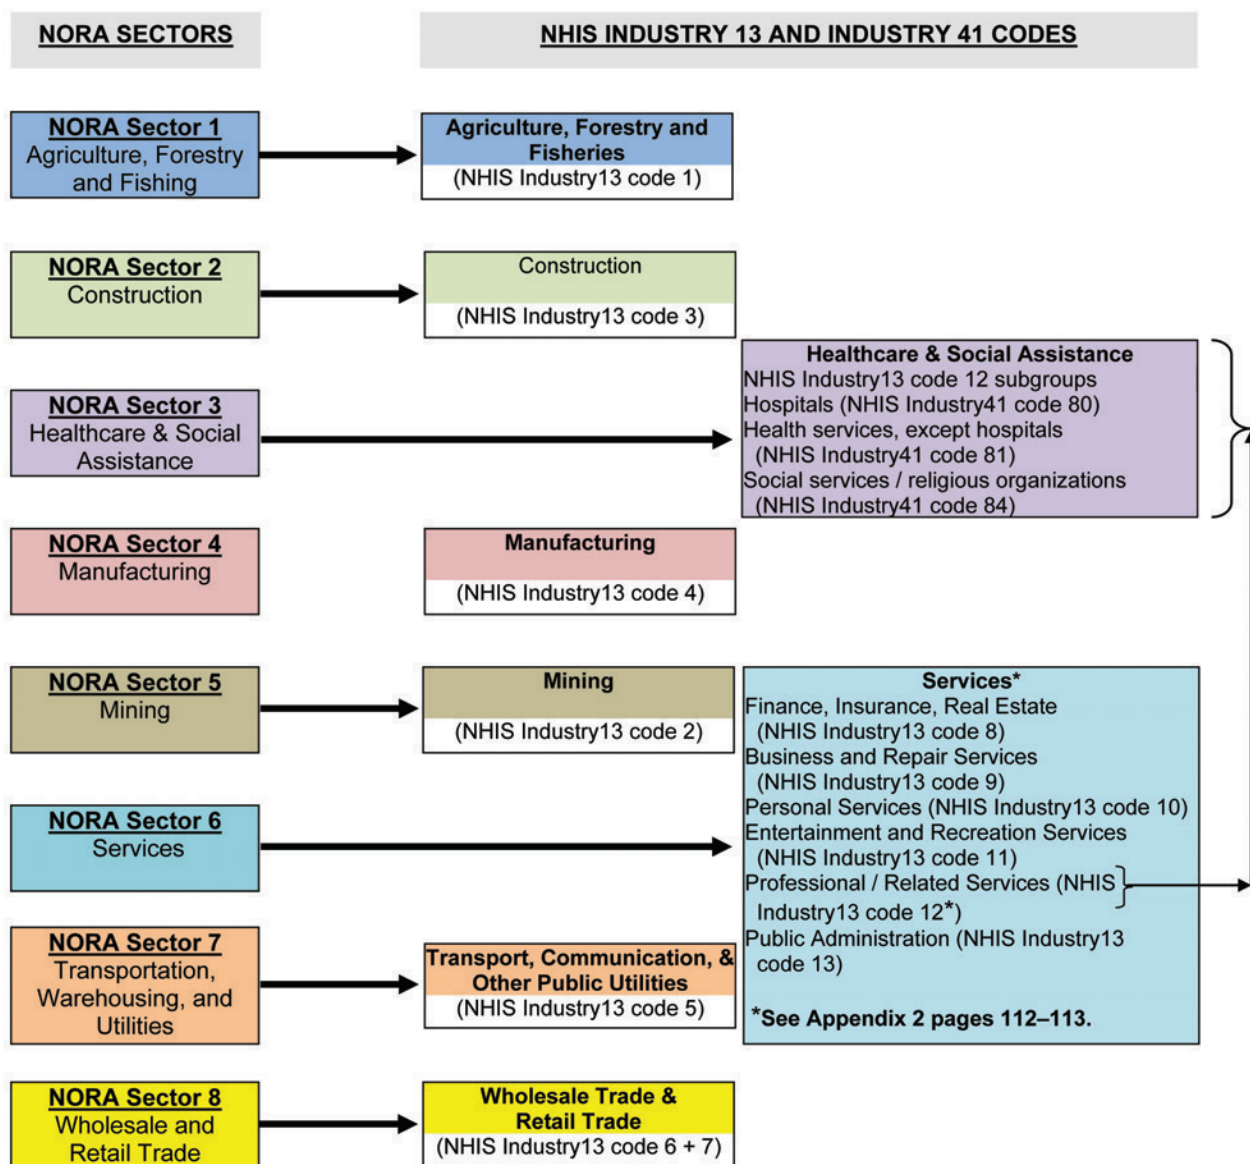 NORA SECTORS
NHIS INDUSTRY 13 AND INDUSTRY 41 CODES
NORA Sector 1
Agriculture, Forestry
and Fishing
Agriculture, Forestry and
Fisheries
(NHIS Industry13 code 1)
NORA Sector 2
Construction
Construction
(NHIS Industry13 code 3)
NORA Sector 3
Healthcare & Social
Assistance
Healthcare & Social Assistance
NHIS Industry13 code 12 subgroups
Hospitals (NHIS Industry41 code 80)
Health services, except hospitals
(NHIS Industry41 code 81)
Social services / religious organizations
(NHIS Industry41 code 84)
NORA Sector 4
Manufacturing
Manufacturing
(NHIS Industry13 code 4)
NORA Sector 5
Mining
Mining
(NHIS Industry13 code 2)
NORA Sector 6
Services
Services*
Finance, Insurance, Real Estate
(NHIS Industry13 code 8)
Business and Repair Services
(NHIS Industry13 code 9)
Personal Services (NHIS Industry13 code 10)
Entertainment and Recreation Services
(NHIS Industry13 code 11)
Professional / Related Services (NHIS
Industry13 code 12*)
Public Administration (NHIS Industry13
code 13)
*See Appendix 2 pages 112–113.
NORA Sector 7
Transportation,
Warehousing, and
Utilities
Transport, Communication, &
Other Public Utilities
(NHIS Industry13 code 5)
NORA Sector 8
Wholesale and
Retail Trade
Wholesale Trade &
Retail Trade
(NHIS Industry13 code 6 + 7)